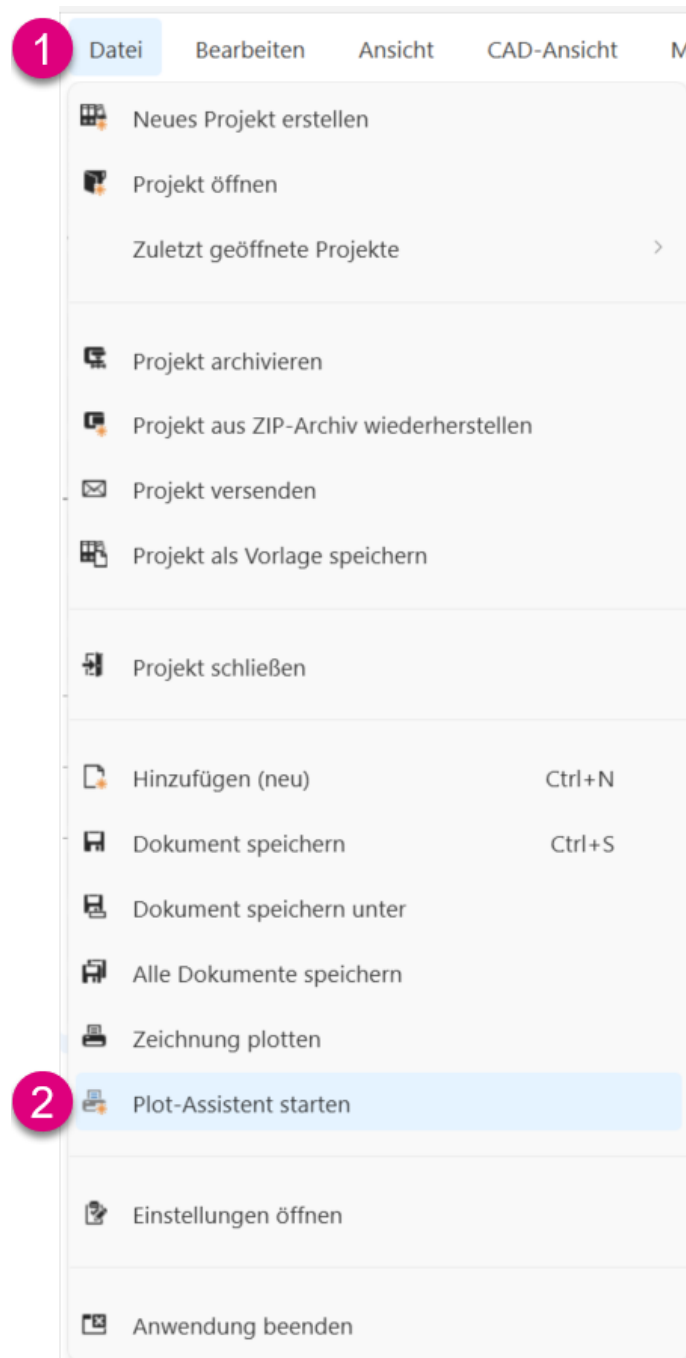 1 Datei Bearbeiten Ansicht CAD-Ansicht
Neues Projekt erstellen
Projekt öffnen
Zuletzt geöffnete Projekte
Projekt archivieren
Projekt aus ZIP-Archiv wiederherstellen
Projekt versenden
Projekt als Vorlage speichern
Projekt schließen
Hinzufügen (neu) Ctrl+N
Dokument speichern Ctrl+S
Dokument speichern unter
Alle Dokumente speichern
Zeichnung plotten
2 Plot-Assistent starten
Einstellungen öffnen
Anwendung beenden